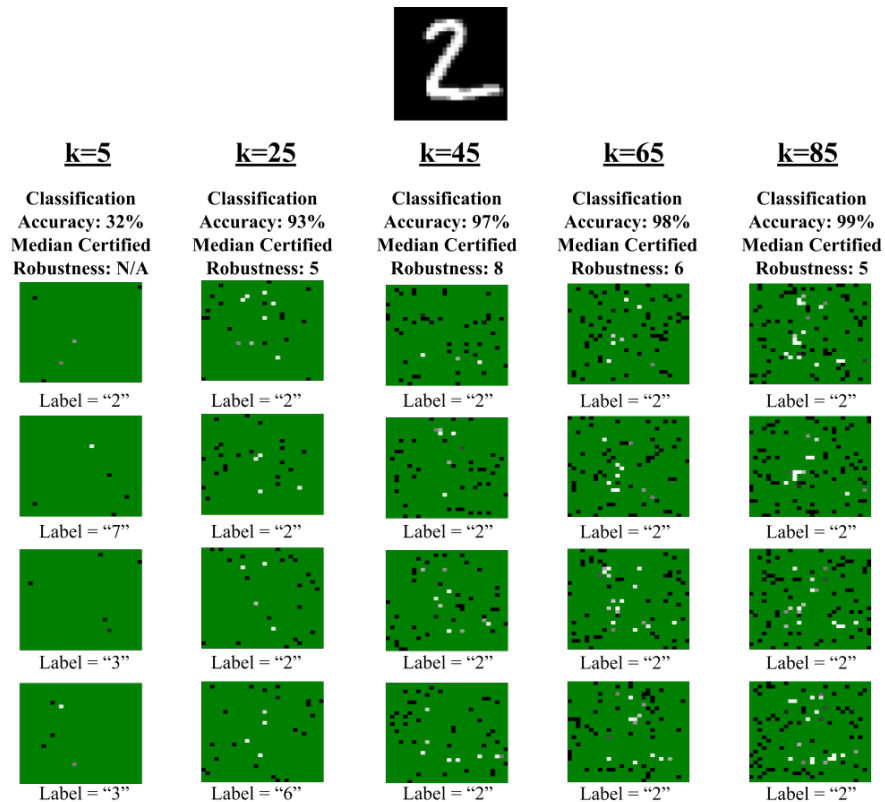 2
k=5
Classification
Accuracy: 32%
Median Certified
Robustness: N/A
Label = “2”
Label = “7”
Label = “3”
Label = “3”
k=25
Classification
Accuracy: 93%
Median Certified
Robustness: 5
Label = “2”
Label = “2”
Label = “2”
Label = “6”
k=45
Classification
Accuracy: 97%
Median Certified
Robustness: 8
Label = “2”
Label = “2”
Label = “2”
Label = “2”
k=65
Classification
Accuracy: 98%
Median Certified
Robustness: 6
Label = “2”
Label = “2”
Label = “2”
Label = “2”
k=85
Classification
Accuracy: 99%
Median Certified
Robustness: 5
Label = “2”
Label = “2”
Label = “2”
Label = “2”